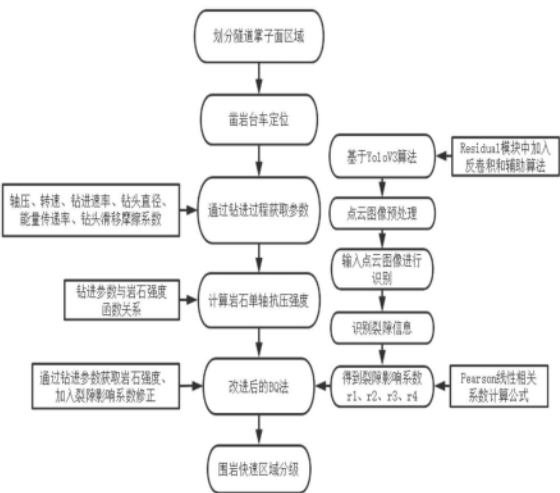 划分隧道掌子面区域
凿岩台车定位
基于YoloV3算法
Residual模块中加入
反卷积和辅助算法
轴压、转速、钻进速率、钻头直径、
能量传递率、钻头滑移摩擦系数
通过钻进过程获取参数
点云图像预处理
输入点云图像进行
识别
钻进参数与岩石强度
函数关系
计算岩石单轴抗压强度
识别裂隙信息
通过钻进参数获取岩石强度、
加入裂隙影响系数修正
改进后的BQ法
得到裂隙影响系数
r1、r2、r3、r4
Pearson线性相关
系数计算公式
围岩快速区域分级